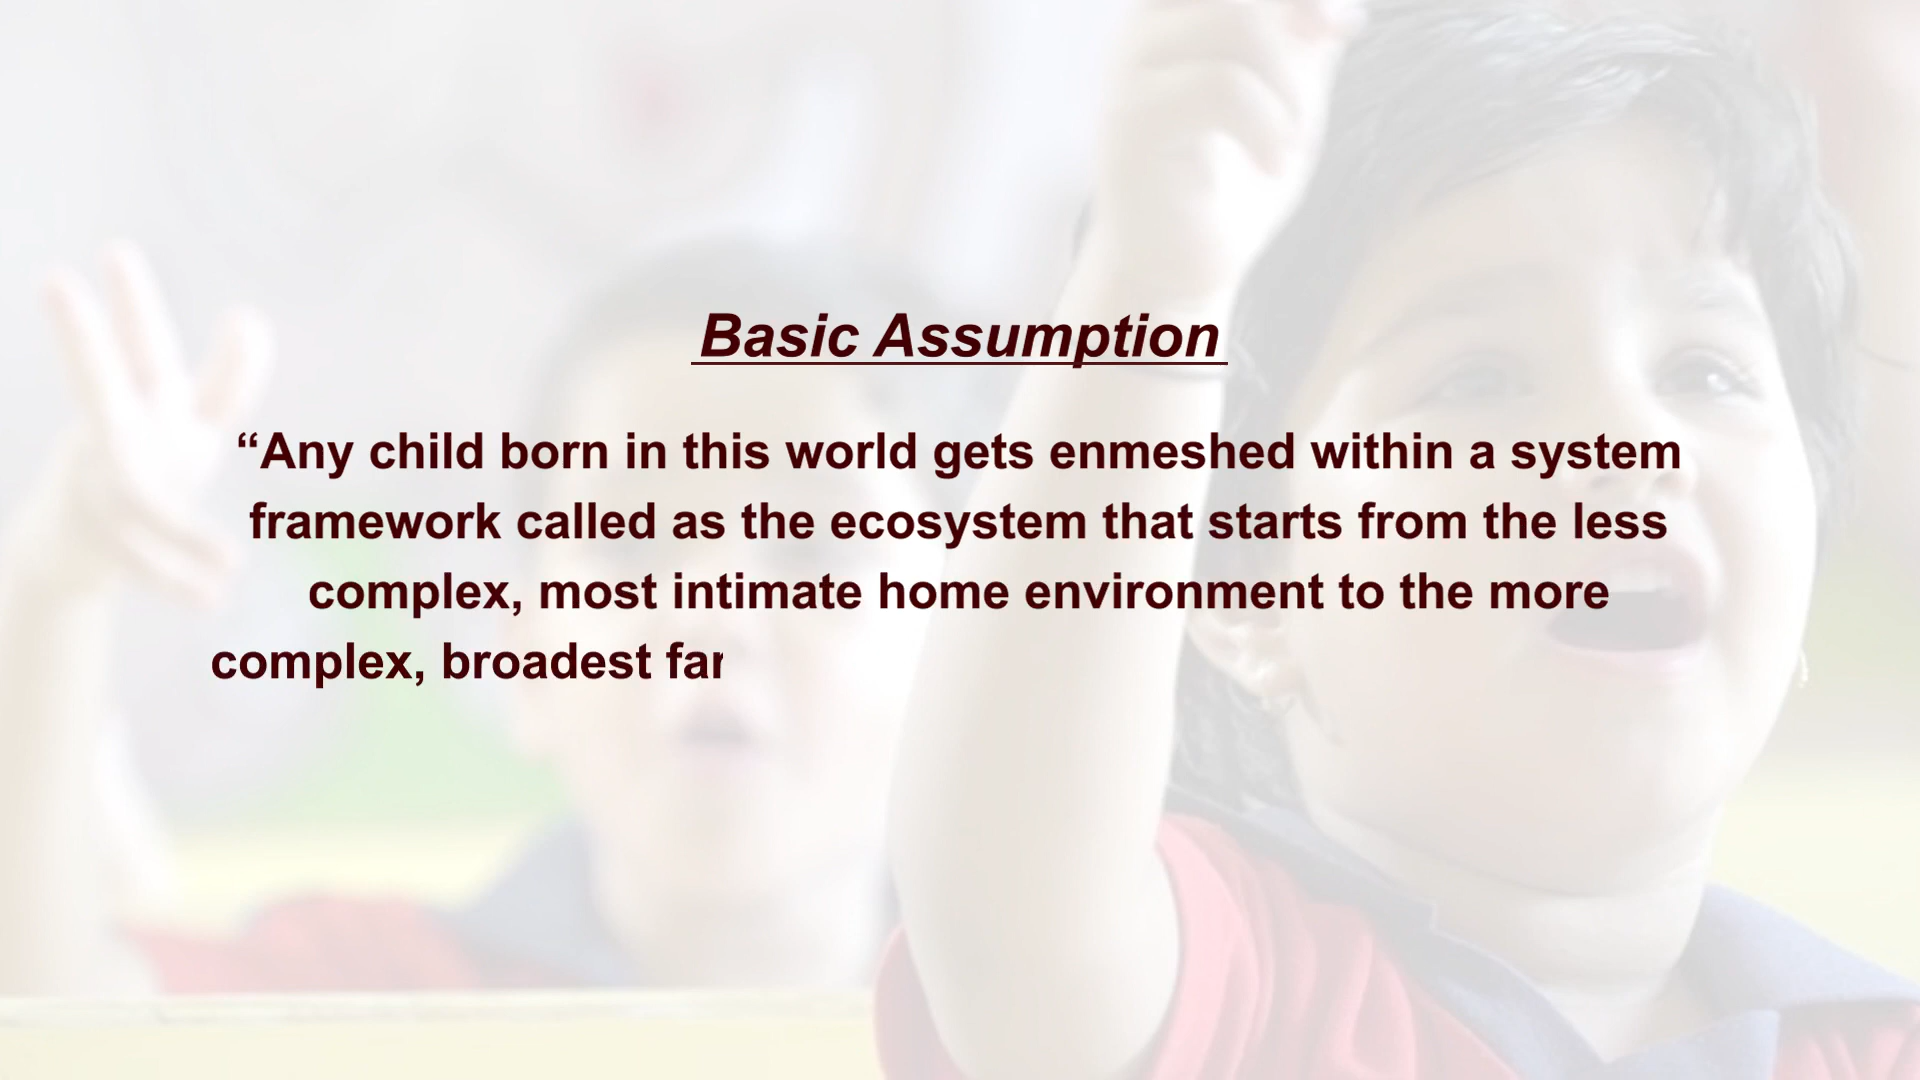 Basic Assumption
“Any child born in this world gets enmeshed within a system
framework called as the ecosystem that starts from the less
complex, most intimate home environment to the more
complex, broadest